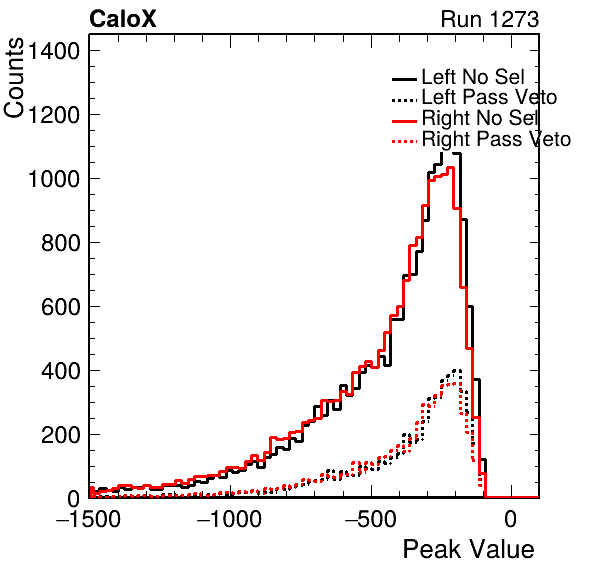 CaloX
Run 1273
Counts
1400
1200
1000
800
600
400
200
0
Left No Sel
Left Pass Veto
Right No Sel
Right Pass Veto
−1500
−1000
−500
0
Peak Value